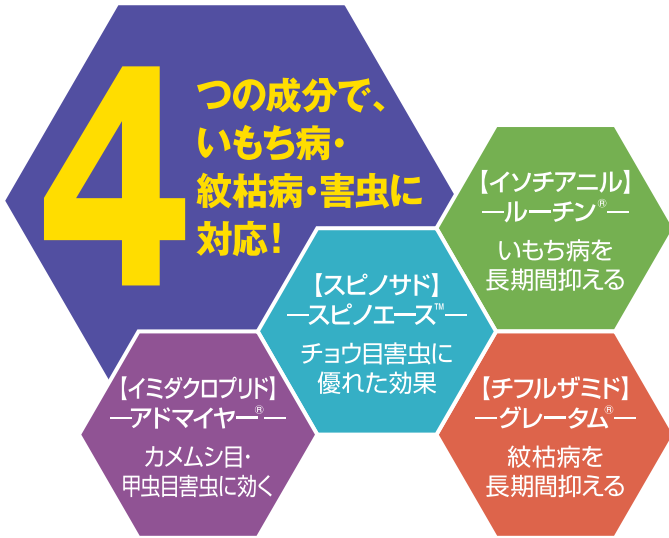 4つの成分で、
いもち病・
紋枯病・害虫に
対応!
【イソチアニル】
―ルーチン®―
いもち病を
長期間抑える
【スピノサド】
―スピノエース™―
チョウ目害虫に
優れた効果
【イミダクロプリド】
―アドマイヤー®―
カメムシ目・
甲虫目害虫に効く
【チフルザミド】
―グレータム®―
紋枯病を
長期間抑える